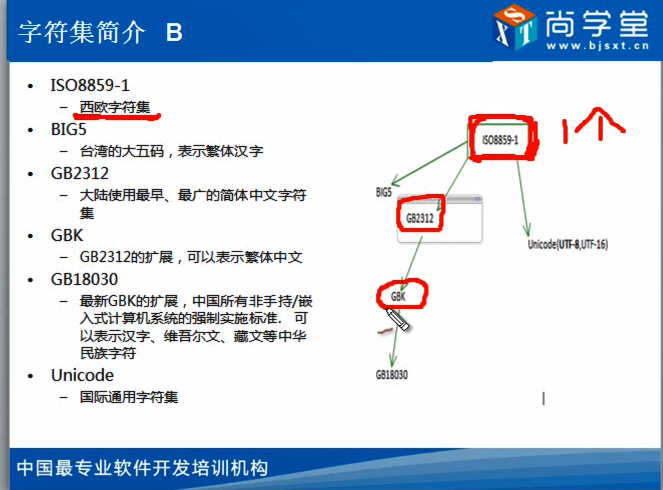 字符集简介 B
尚学堂
SXT
www.bjsxt.cn
• ISO8859-1
– 西欧字符集
• BIG5
– 台湾的大五码，表示繁体汉字
• GB2312
– 大陆使用最早、最广的简体中文字符
集
• GBK
– GB2312的扩展，可以表示繁体中文
• GB18030
– 最新GBK的扩展，中国所有非手持/嵌
入式计算机系统的强制实施标准. 可
以表示汉字、维吾尔文、藏文等中华
民族字符
• Unicode
– 国际通用字符集
ISO8859-1
1个
BIG5
GB2312
Unicode(UTF-8,UTF-16)
GBK
GB18030
中国最专业软件开发培训机构